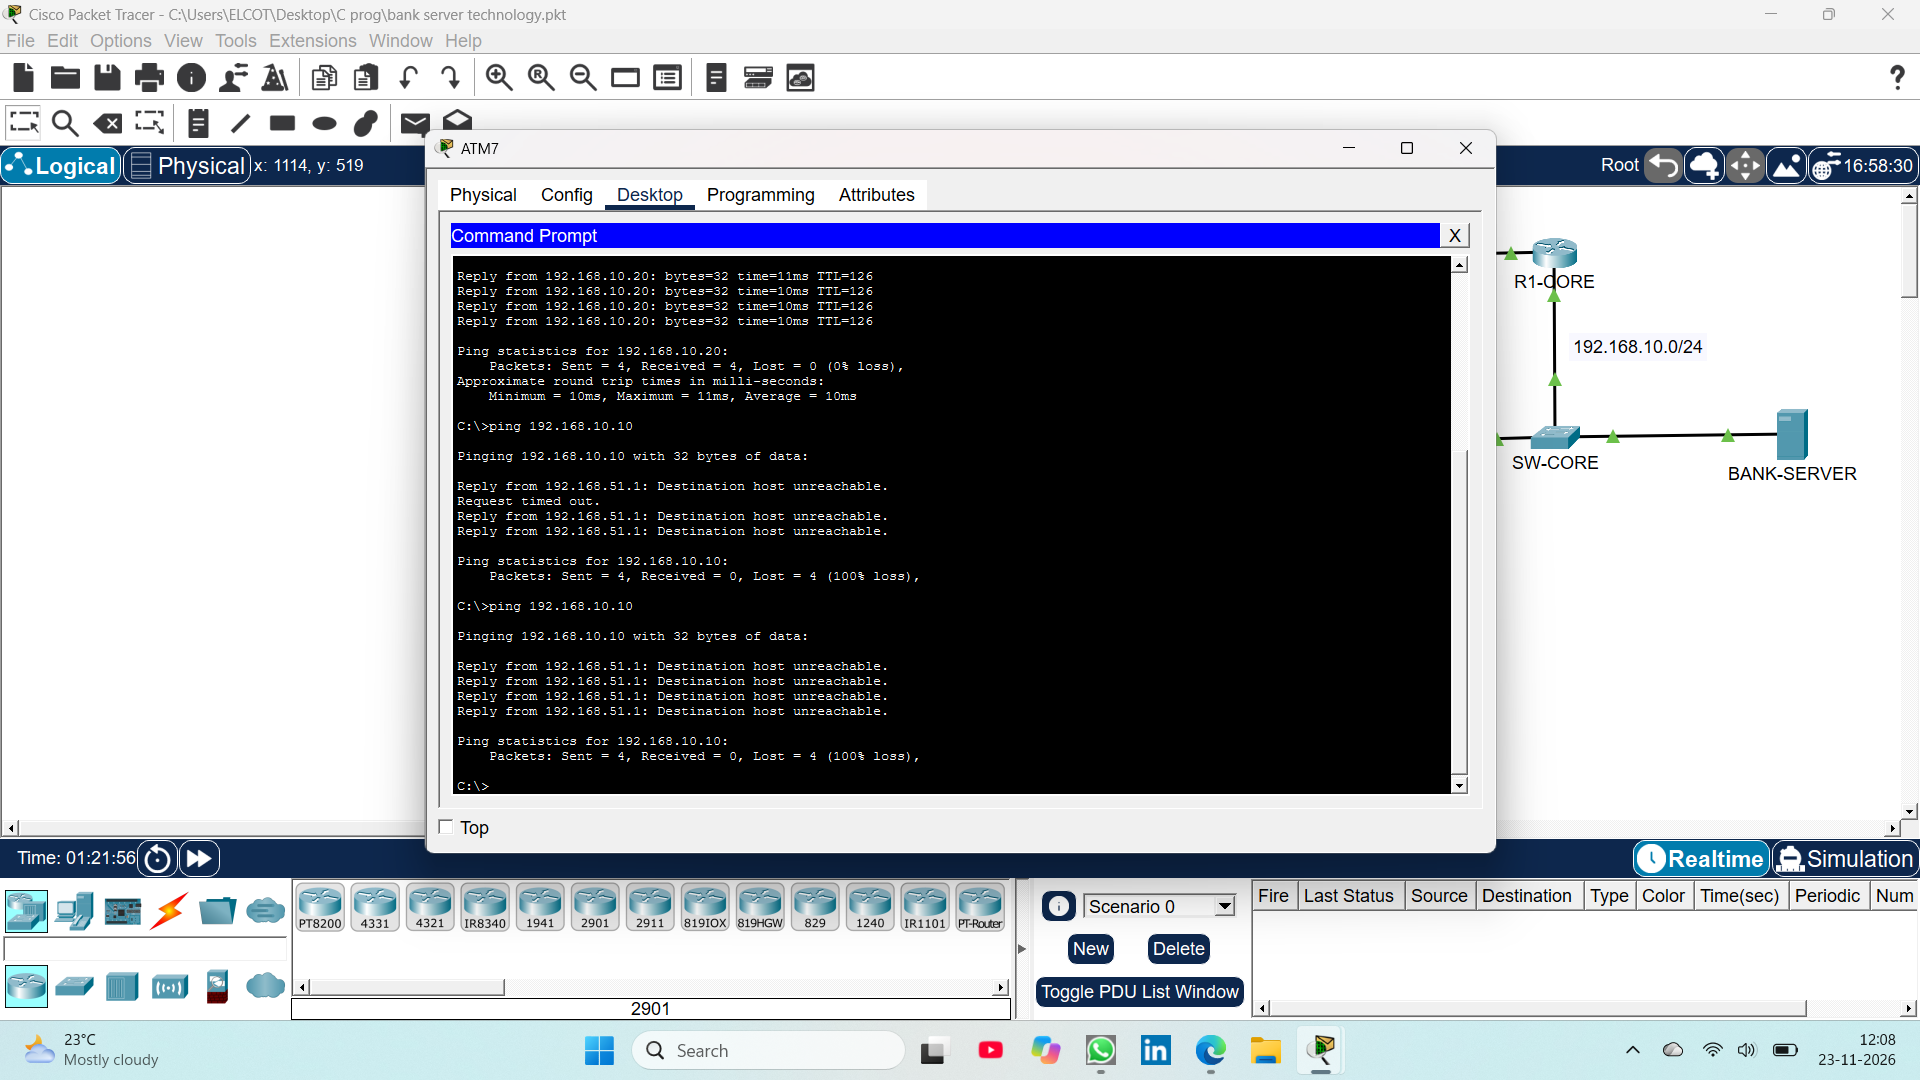 Cisco Packet Tracer - C:\Users\ELCOT\Desktop\C prog\bank server technology.pkt
File Edit Options View Tools Extensions Window Help
?
Logical Physical x: 1114, y: 519
Root 16:58:30
ATM7
Physical Config Desktop Programming Attributes
Command Prompt
X
Reply from 192.168.10.20: bytes=32 time=11ms TTL=126
Reply from 192.168.10.20: bytes=32 time=10ms TTL=126
Reply from 192.168.10.20: bytes=32 time=10ms TTL=126
Reply from 192.168.10.20: bytes=32 time=10ms TTL=126
Ping statistics for 192.168.10.20:
Packets: Sent = 4, Received = 4, Lost = 0 (0% loss),
Approximate round trip times in milli-seconds:
Minimum = 10ms, Maximum = 11ms, Average = 10ms
C:\>ping 192.168.10.10
Pinging 192.168.10.10 with 32 bytes of data:
Reply from 192.168.51.1: Destination host unreachable.
Request timed out.
Reply from 192.168.51.1: Destination host unreachable.
Reply from 192.168.51.1: Destination host unreachable.
Ping statistics for 192.168.10.10:
Packets: Sent = 4, Received = 0, Lost = 4 (100% loss),
C:\>ping 192.168.10.10
Pinging 192.168.10.10 with 32 bytes of data:
Reply from 192.168.51.1: Destination host unreachable.
Reply from 192.168.51.1: Destination host unreachable.
Reply from 192.168.51.1: Destination host unreachable.
Reply from 192.168.51.1: Destination host unreachable.
Ping statistics for 192.168.10.10:
Packets: Sent = 4, Received = 0, Lost = 4 (100% loss),
C:\>
Top
R1-CORE
192.168.10.0/24
SW-CORE
BANK-SERVER
Time: 01:21:56
Realtime Simulation
PT8200 4331 4321 IR8340 1941 2901 2911 819IOX 819HGW 829 1240 IR1101 PT-Router
2901
Scenario 0
New Delete
Toggle PDU List Window
Fire Last Status Source Destination Type Color Time(sec) Periodic Num
23°C
Mostly cloudy
Search
12:08
23-11-2026